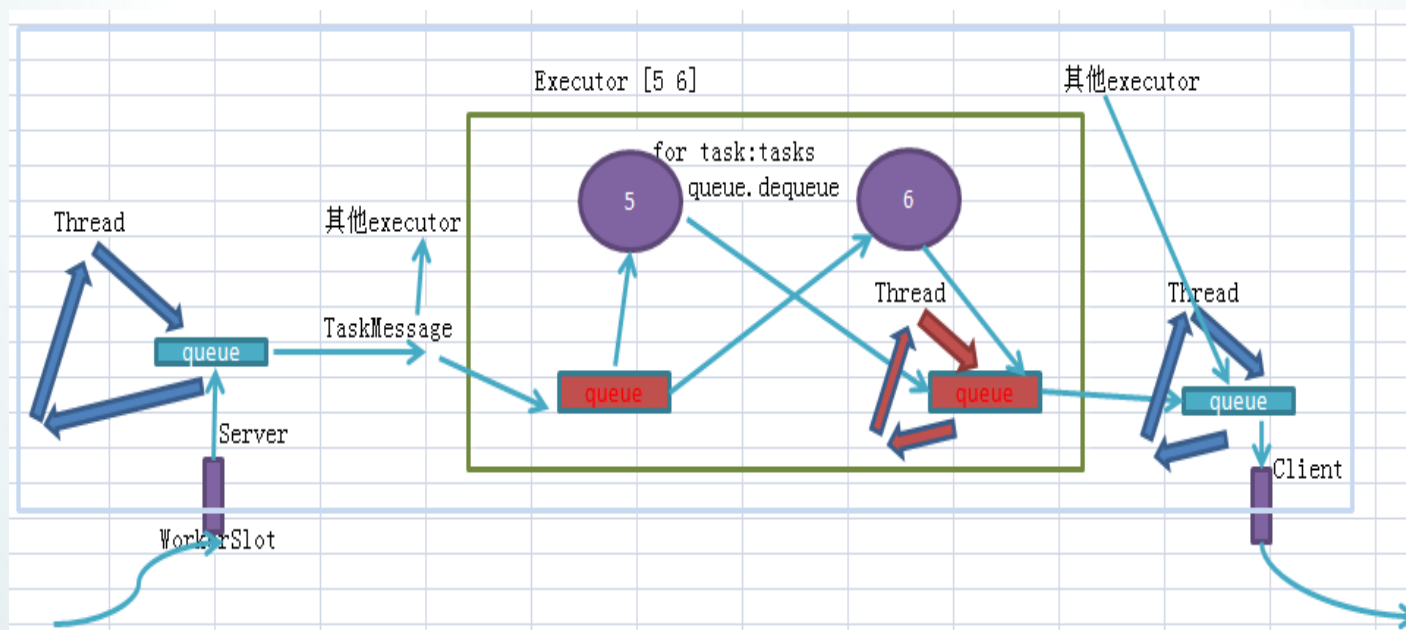 Executor [5 6]
其他executor
for task:tasks
queue.dequeue
5
6
Thread
其他executor
Thread
Thread
TaskMessage
queue
queue
queue
queue
Server
Client
WorkerSlot